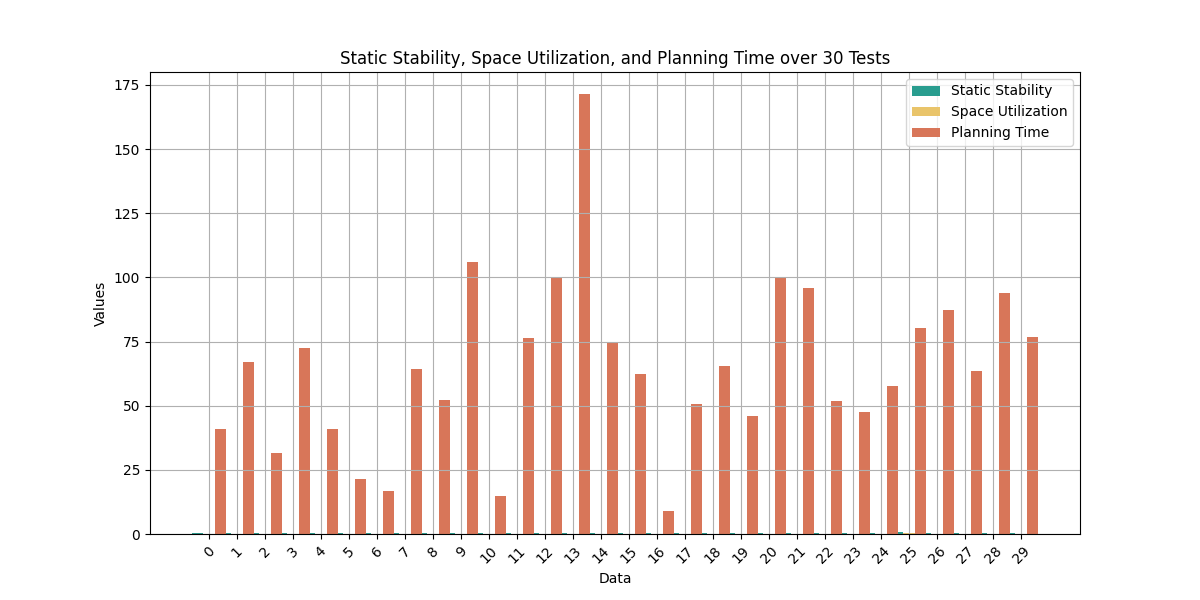 Static Stability, Space Utilization, and Planning Time over 30 Tests
Static Stability
Space Utilization
Planning Time
Values
175
150
125
100
75
50
25
0
0 1 2 3 4 5 6 7 8 9 10 11 12 13 14 15 16 17 18 19 20 21 22 23 24 25 26 27 28 29
Data